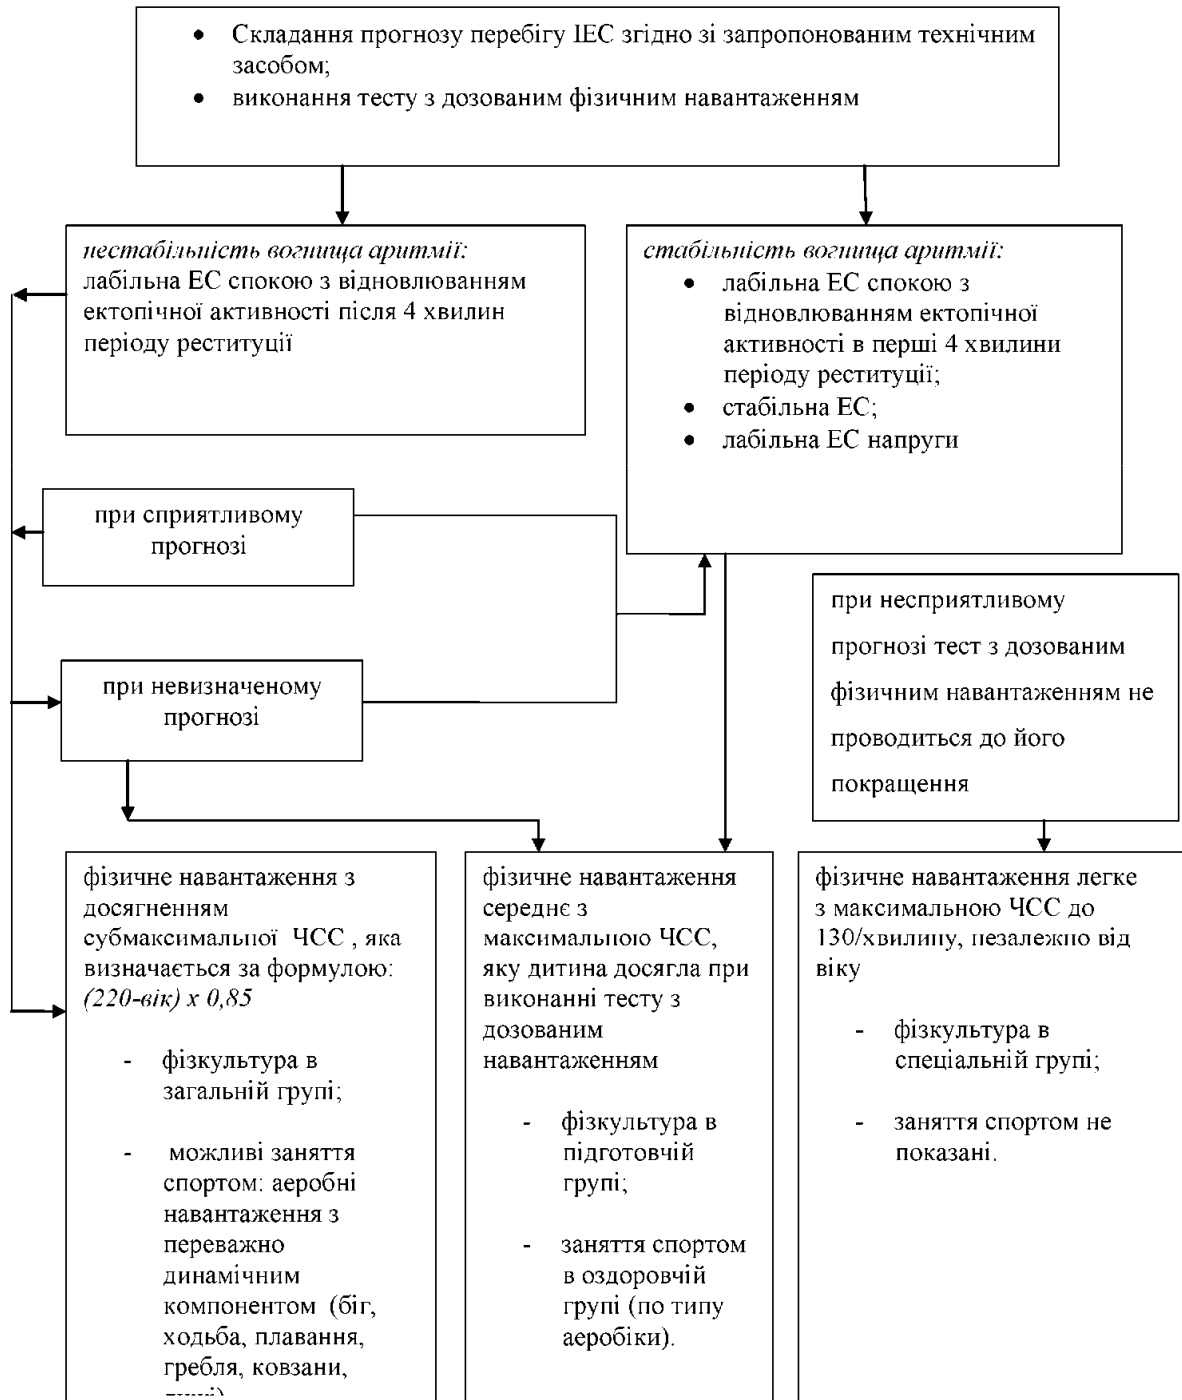 • Складання прогнозу перебігу ІЕС згідно зі запропонованим технічним
засобом;
• виконання тесту з дозованим фізичним навантаженням
нестабільність вогнища аритмії:
лабільна ЕС спокою з відновлюванням
ектопічної активності після 4 хвилин
періоду реституції
стабільність вогнища аритмії:
• лабільна ЕС спокою з
відновлюванням ектопічної
активності в перші 4 хвилини
періоду реституції;
• стабільна ЕС;
• лабільна ЕС напруги
при сприятливому
прогнозі
при невизначеному
прогнозі
при несприятливому
прогнозі тест з дозованим
фізичним навантаженням не
проводиться до його
покращення
фізичне навантаження з
досягненням
субмаксимальної ЧСС , яка
визначається за формулою:
(220-вік) х 0,85
- фізкультура в
загальній групі;
- можливі заняття
спортом: аеробні
навантаження з
переважно
динамічним
компонентом (біг,
ходьба, плавання,
гребля, ковзани,
фізичне навантаження
середнє з
максимальною ЧСС,
яку дитина досягла при
виконанні тесту з
дозованим
навантаженням
- фізкультура в
підготовчій
групі;
- заняття спортом
в оздоровчій
групі (по типу
аеробіки).
фізичне навантаження легке
з максимальною ЧСС до
130/хвилину, незалежно від
віку
- фізкультура в
спеціальній групі;
- заняття спортом не
показані.